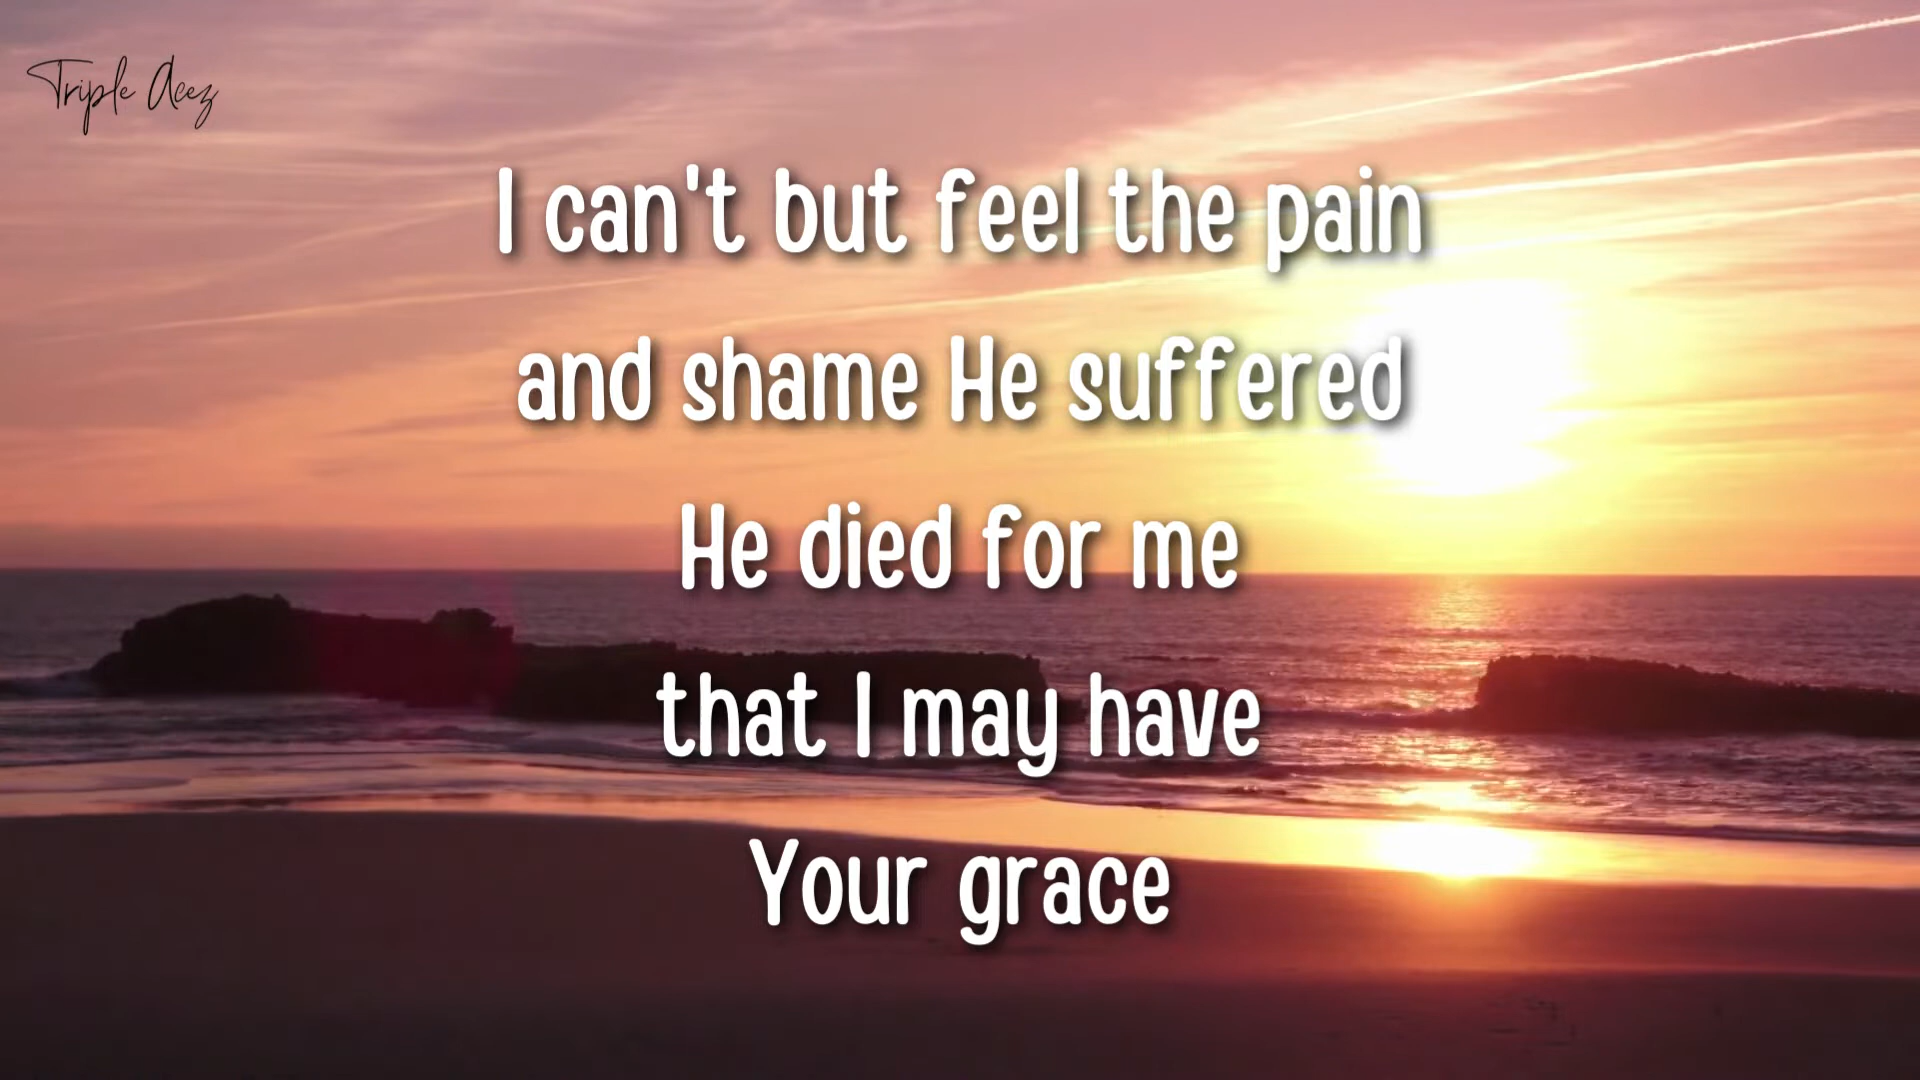 Triple Acez
I can't but feel the pain
and shame He suffered
He died for me
that I may have
Your grace